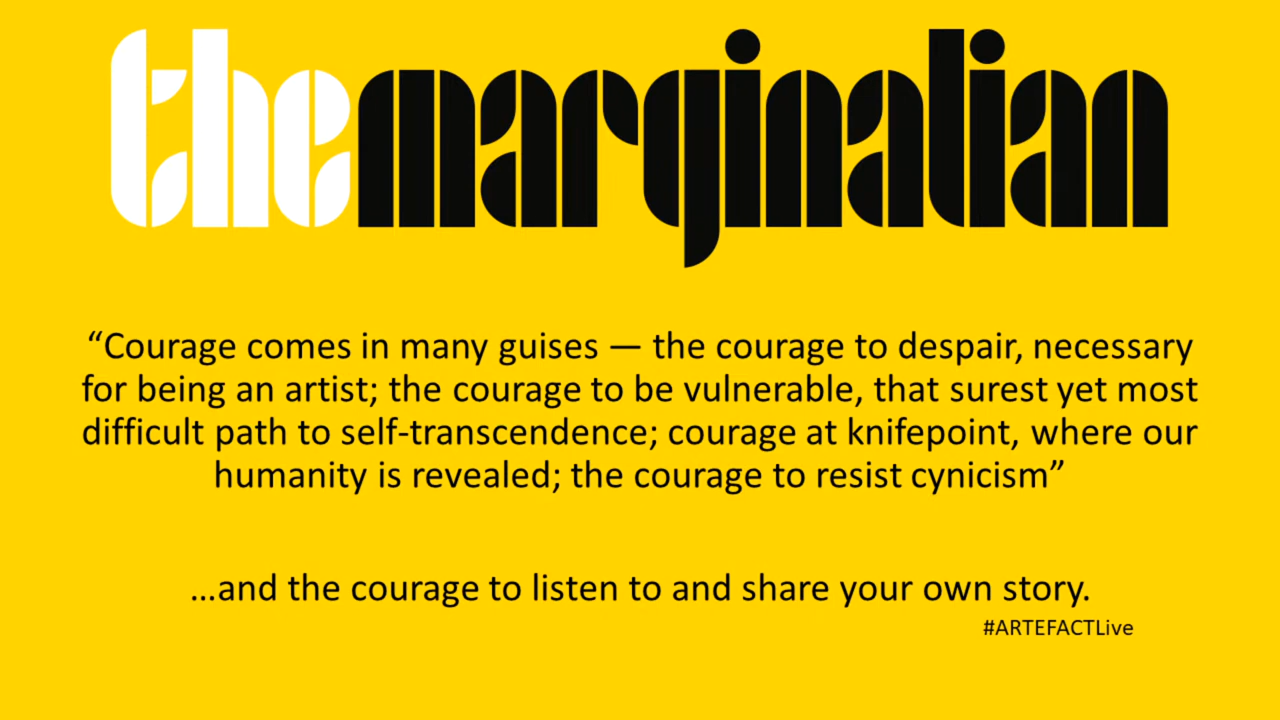 themarginalian
“Courage comes in many guises — the courage to despair, necessary
for being an artist; the courage to be vulnerable, that surest yet most
difficult path to self-transcendence; courage at knifepoint, where our
humanity is revealed; the courage to resist cynicism”
...and the courage to listen to and share your own story.
#ARTEFACTLive